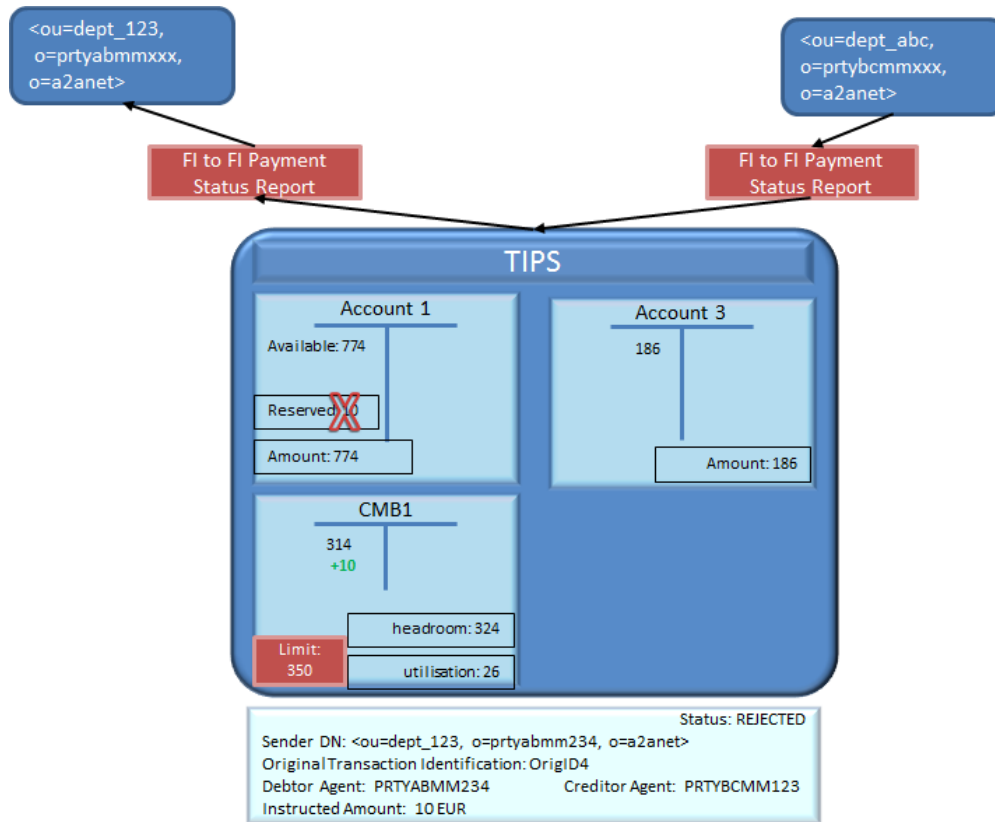 <ou=dept_123,
o=prtyabmmxxx,
o=a2anet>
<ou=dept_abc,
o=prtybcmmxxx,
o=a2anet>
FI to FI Payment
Status Report
FI to FI Payment
Status Report
TIPS
Account 1
Available: 774
Reserved: 10
Amount: 774
Account 3
186
Amount: 186
CMB1
314
+10
headroom: 324
Limit:
350
utilisation: 26
Status: REJECTED
Sender DN: <ou=dept_123, o=prtyabmm234, o=a2anet>
Original Transaction Identification: OrigID4
Debtor Agent: PRTYABMM234 Creditor Agent: PRTYBCMM123
Instructed Amount: 10 EUR